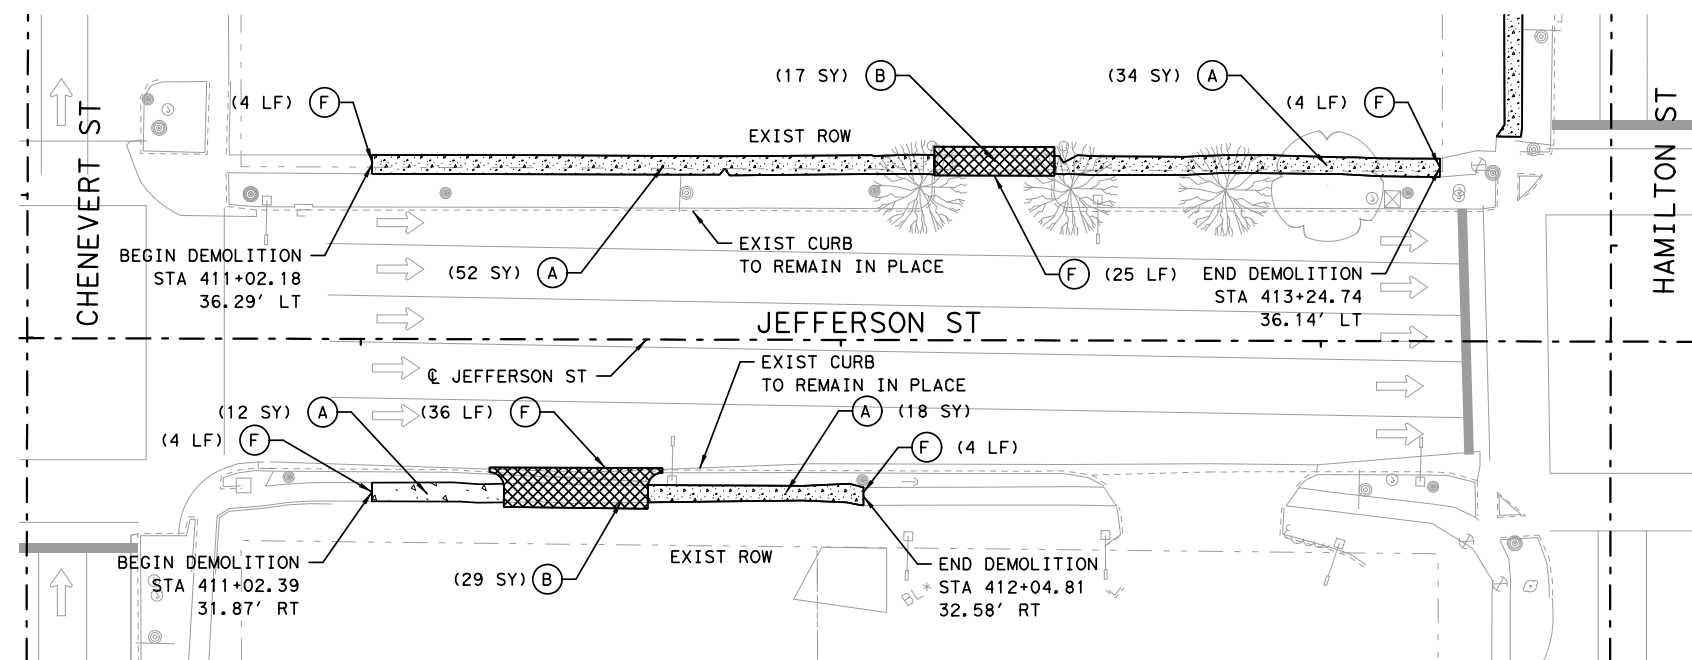 (17 SY) B
(34 SY) A
(4 LF) F
(4 LF) F
EXIST ROW
CHENEVERT ST
HAMILTON ST
BEGIN DEMOLITION
STA 411+02.18
36.29' LT
(52 SY) A
EXIST CURB
TO REMAIN IN PLACE
F (25 LF)
END DEMOLITION
STA 413+24.74
36.14' LT
JEFFERSON ST
℄ JEFFERSON ST
EXIST CURB
TO REMAIN IN PLACE
(12 SY) A
(36 LF) F
A (18 SY)
(4 LF) F
F (4 LF)
BEGIN DEMOLITION
STA 411+02.39
31.87' RT
(29 SY) B
EXIST ROW
END DEMOLITION
STA 412+04.81
32.58' RT
BL*